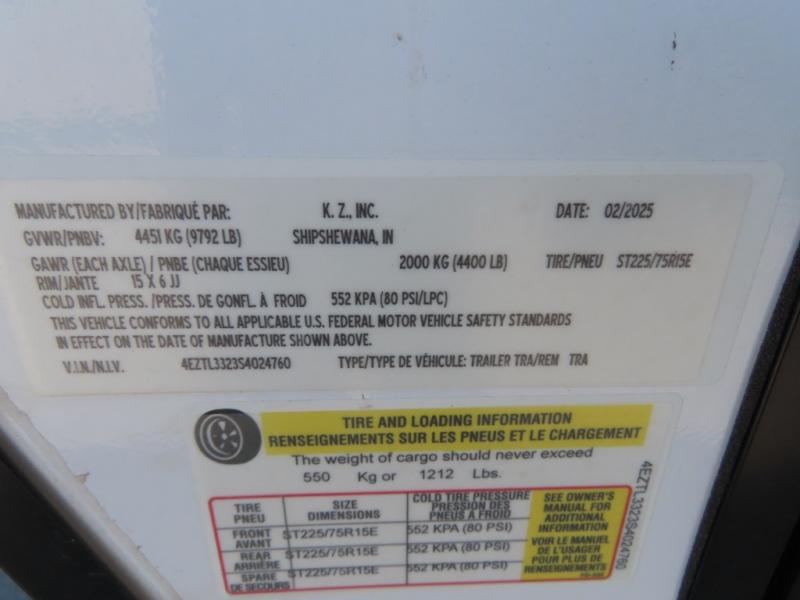 MANUFACTURED BY/FABRIQUÉ PAR: K. Z., INC. DATE: 02/2025
GVWR/PNBV: 4451 KG (9792 LB) SHIPSHEWANA, IN
GAWR (EACH AXLE) / PNBE (CHAQUE ESSIEU) 2000 KG (4400 LB) TIRE/PNEU ST225/75R15E
RIM/JANTE 15 X 6 JJ
COLD INFL. PRESS. /PRESS. DE GONFL. À FROID 552 KPA (80 PSI/LPC)
THIS VEHICLE CONFORMS TO ALL APPLICABLE U.S. FEDERAL MOTOR VEHICLE SAFETY STANDARDS
IN EFFECT ON THE DATE OF MANUFACTURE SHOWN ABOVE.
V.I.N./N.I.V. 4EZTL3323S4024760 TYPE/TYPE DE VÉHICULE: TRAILER TRA/REM TRA
TIRE AND LOADING INFORMATION
RENSEIGNEMENTS SUR LES PNEUS ET LE CHARGEMENT
The weight of cargo should never exceed
550 Kg or 1212 Lbs.
TIRE
PNEU
SIZE
DIMENSIONS
COLD TIRE PRESSURE
PRESSION DES
PNEUS À FROID
FRONT
AVANT
ST225/75R15E
552 KPA (80 PSI)
REAR
ARRIÈRE
ST225/75R15E
552 KPA (80 PSI)
SPARE
DE SECOURS
ST225/75R15E
552 KPA (80 PSI)
SEE OWNER'S
MANUAL FOR
ADDITIONAL
INFORMATION
VOIR LE MANUEL
DE L'USAGER
POUR PLUS DE
RENSEIGNEMENTS
4EZTL3323S4024760